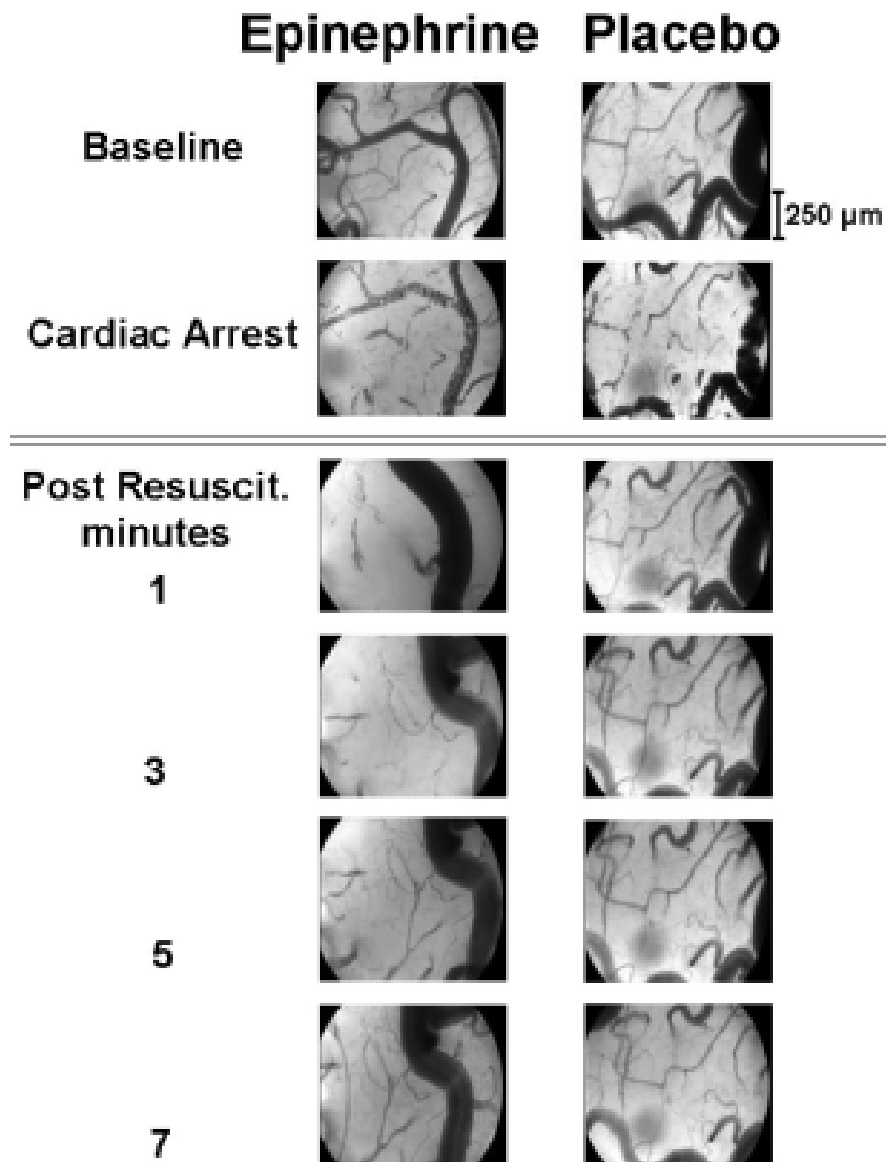 Epinephrine Placebo
Baseline
250 µm
Cardiac Arrest
Post Resuscit.
minutes
1
3
5
7